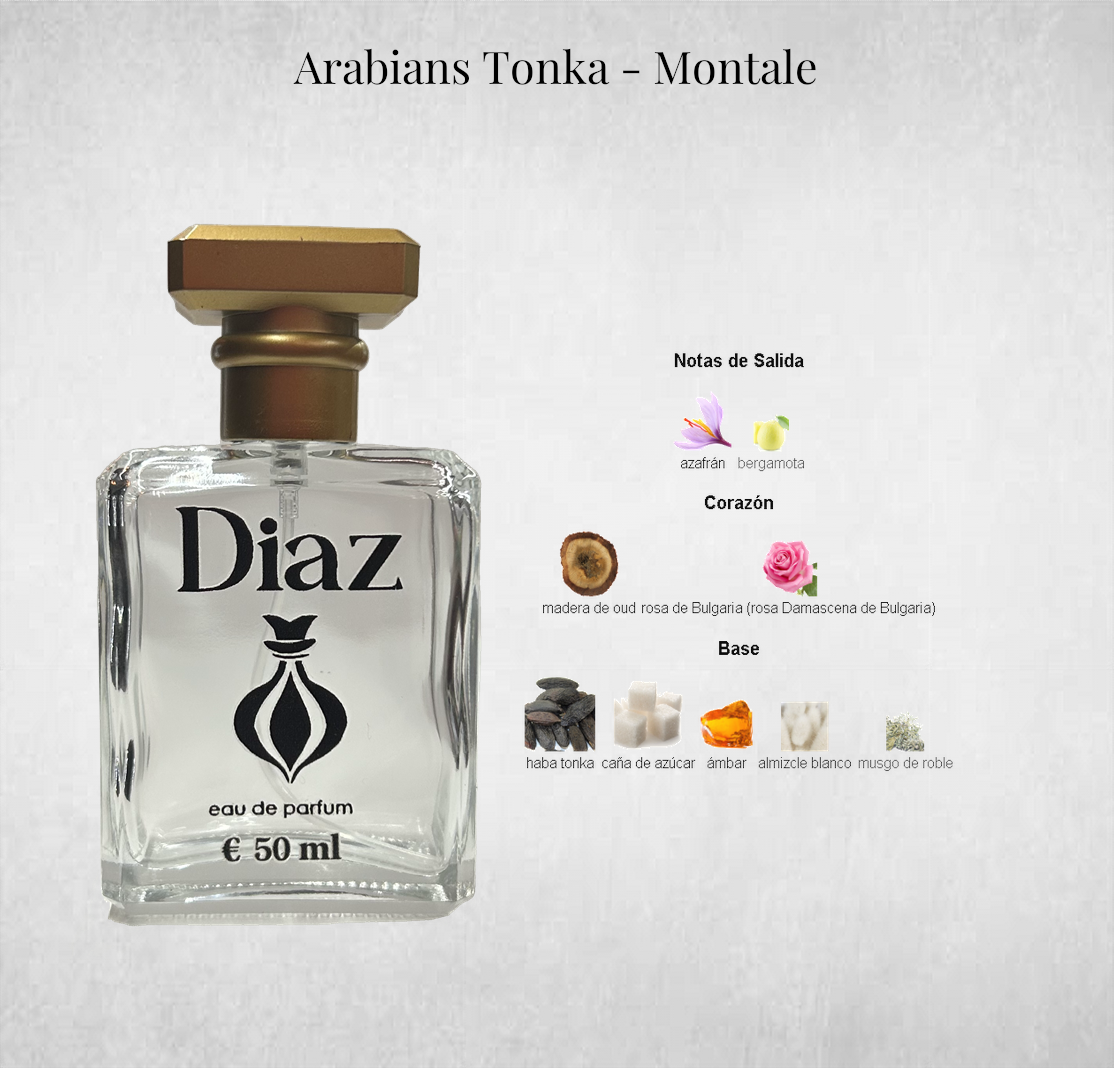 Arabians Tonka - Montale
Diaz
eau de parfum
€ 50 ml
Notas de Salida
azafrán bergamota
Corazón
madera de oud rosa de Bulgaria (rosa Damascena de Bulgaria)
Base
haba tonka caña de azúcar ámbar almizcle blanco musgo de roble